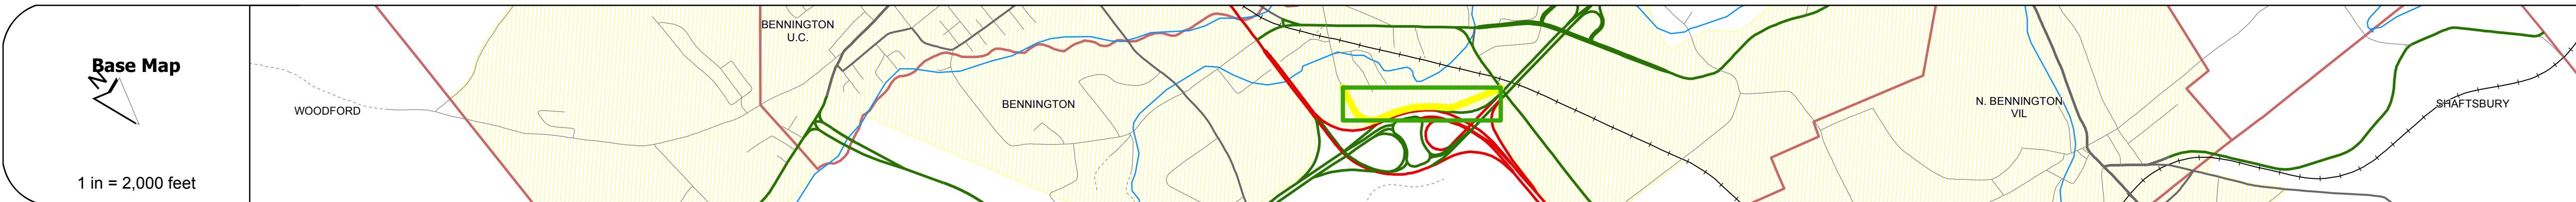 Base Map
N
1 in = 2,000 feet
WOODFORD
BENNINGTON
U.C.
BENNINGTON
N. BENNINGTON
VIL
SHAFTSBURY